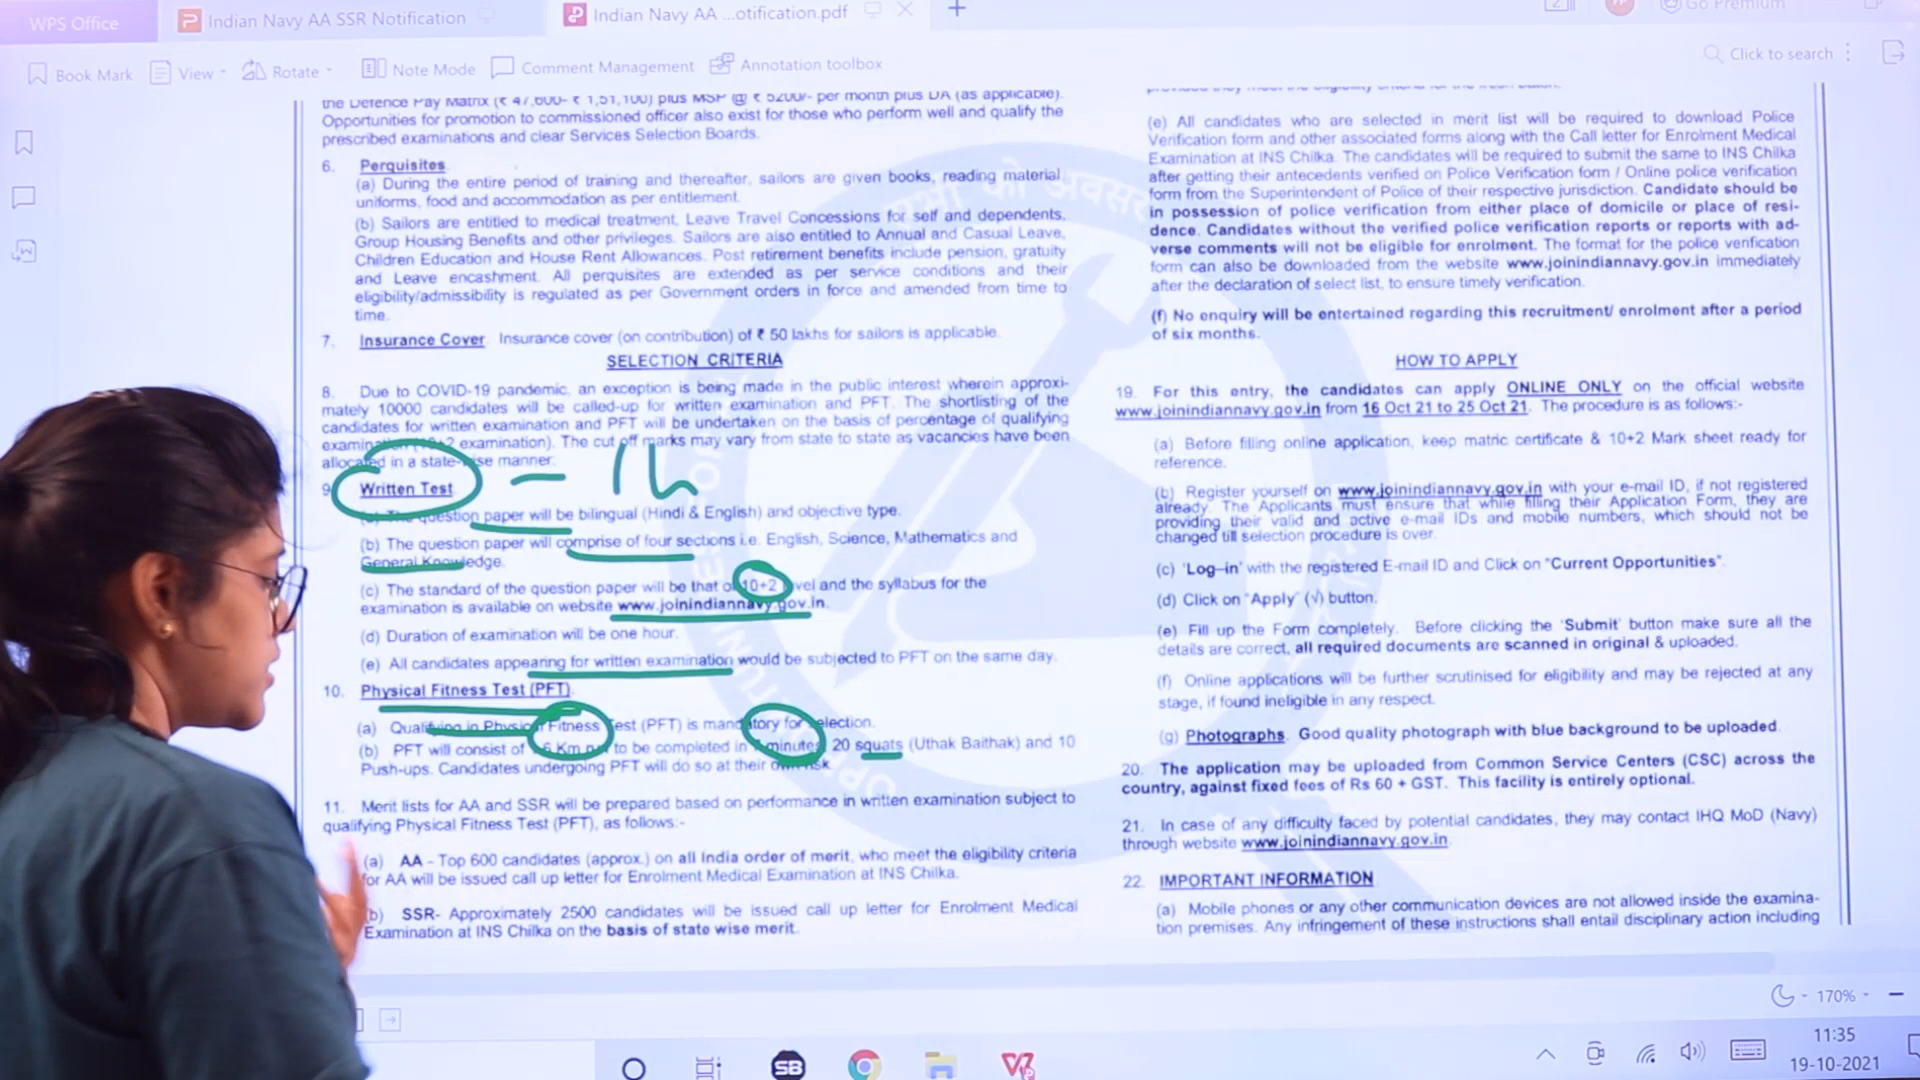 WPS Office
Indian Navy AA SSR Notification
Indian Navy AA ...otification.pdf
Go Premium
Book Mark
View
Rotate
Note Mode
Comment Management
Annotation toolbox
Click to search
the Defence Pay Matrix (₹ 47,600- ₹ 1,51,100) plus MSP @ ₹ 5200/- per month plus DA (as applicable).
Opportunities for promotion to commissioned officer also exist for those who perform well and qualify the
prescribed examinations and clear Services Selection Boards.
6. Perquisites
(a) During the entire period of training and thereafter, sailors are given books, reading material
uniforms, food and accommodation as per entitlement.
(b) Sailors are entitled to medical treatment, Leave Travel Concessions for self and dependents,
Group Housing Benefits and other privileges. Sailors are also entitled to Annual and Casual Leave,
Children Education and House Rent Allowances. Post retirement benefits include pension, gratuity
and Leave encashment. All perquisites are extended as per service conditions and their
eligibility/admissibility is regulated as per Government orders in force and amended from time to
time.
7. Insurance Cover. Insurance cover (on contribution) of ₹ 50 lakhs for sailors is applicable.
SELECTION CRITERIA
8. Due to COVID-19 pandemic, an exception is being made in the public interest wherein approxi-
mately 10000 candidates will be called-up for written examination and PFT. The shortlisting of the
candidates for written examination and PFT will be undertaken on the basis of percentage of qualifying
examination (10+2 examination). The cut off marks may vary from state to state as vacancies have been
allocated in a state-wise manner.
9. Written Test - 1h
(a) The question paper will be bilingual (Hindi & English) and objective type.
(b) The question paper will comprise of four sections i.e. English, Science, Mathematics and
General Knowledge.
(c) The standard of the question paper will be that of 10+2 level and the syllabus for the
examination is available on website www.joinindiannavy.gov.in.
(d) Duration of examination will be one hour.
(e) All candidates appearing for written examination would be subjected to PFT on the same day.
10. Physical Fitness Test (PFT)
(a) Qualifying in Physical Fitness Test (PFT) is mandatory for selection.
(b) PFT will consist of 6 Km to be completed in minutes, 20 squats (Uthak Baithak) and 10
Push-ups. Candidates undergoing PFT will do so at their own risk.
11. Merit lists for AA and SSR will be prepared based on performance in written examination subject to
qualifying Physical Fitness Test (PFT), as follows:-
(a) AA - Top 600 candidates (approx.) on all India order of merit, who meet the eligibility criteria
for AA will be issued call up letter for Enrolment Medical Examination at INS Chilka.
(b) SSR- Approximately 2500 candidates will be issued call up letter for Enrolment Medical
Examination at INS Chilka on the basis of state wise merit.
(e) All candidates who are selected in merit list will be required to download Police
Verification form and other associated forms along with the Call letter for Enrolment Medical
Examination at INS Chilka. The candidates will be required to submit the same to INS Chilka
after getting their antecedents verified on Police Verification form / Online police verification
form from the Superintendent of Police of their respective jurisdiction. Candidate should be
in possession of police verification from either place of domicile or place of resi-
dence. Candidates without the verified police verification reports or reports with ad-
verse comments will not be eligible for enrolment. The format for the police verification
form can also be downloaded from the website www.joinindiannavy.gov.in immediately
after the declaration of select list, to ensure timely verification.
(f) No enquiry will be entertained regarding this recruitment/ enrolment after a period
of six months.
HOW TO APPLY
19. For this entry, the candidates can apply ONLINE ONLY on the official website
www.joinindiannavy.gov.in from 16 Oct 21 to 25 Oct 21. The procedure is as follows:-
(a) Before filling online application, keep matric certificate & 10+2 Mark sheet ready for
reference.
(b) Register yourself on www.joinindiannavy.gov.in with your e-mail ID, if not registered
already. The Applicants must ensure that while filling their Application Form, they are
providing their valid and active e-mail IDs and mobile numbers, which should not be
changed till selection procedure is over.
(c) 'Log–in' with the registered E-mail ID and Click on "Current Opportunities".
(d) Click on "Apply" (√) button.
(e) Fill up the Form completely. Before clicking the 'Submit' button make sure all the
details are correct, all required documents are scanned in original & uploaded.
(f) Online applications will be further scrutinised for eligibility and may be rejected at any
stage, if found ineligible in any respect.
(g) Photographs. Good quality photograph with blue background to be uploaded.
20. The application may be uploaded from Common Service Centers (CSC) across the
country, against fixed fees of Rs 60 + GST. This facility is entirely optional.
21. In case of any difficulty faced by potential candidates, they may contact IHQ MoD (Navy)
through website www.joinindiannavy.gov.in.
22. IMPORTANT INFORMATION
(a) Mobile phones or any other communication devices are not allowed inside the examina-
tion premises. Any infringement of these instructions shall entail disciplinary action including
170%
SB
11:35
19-10-2021